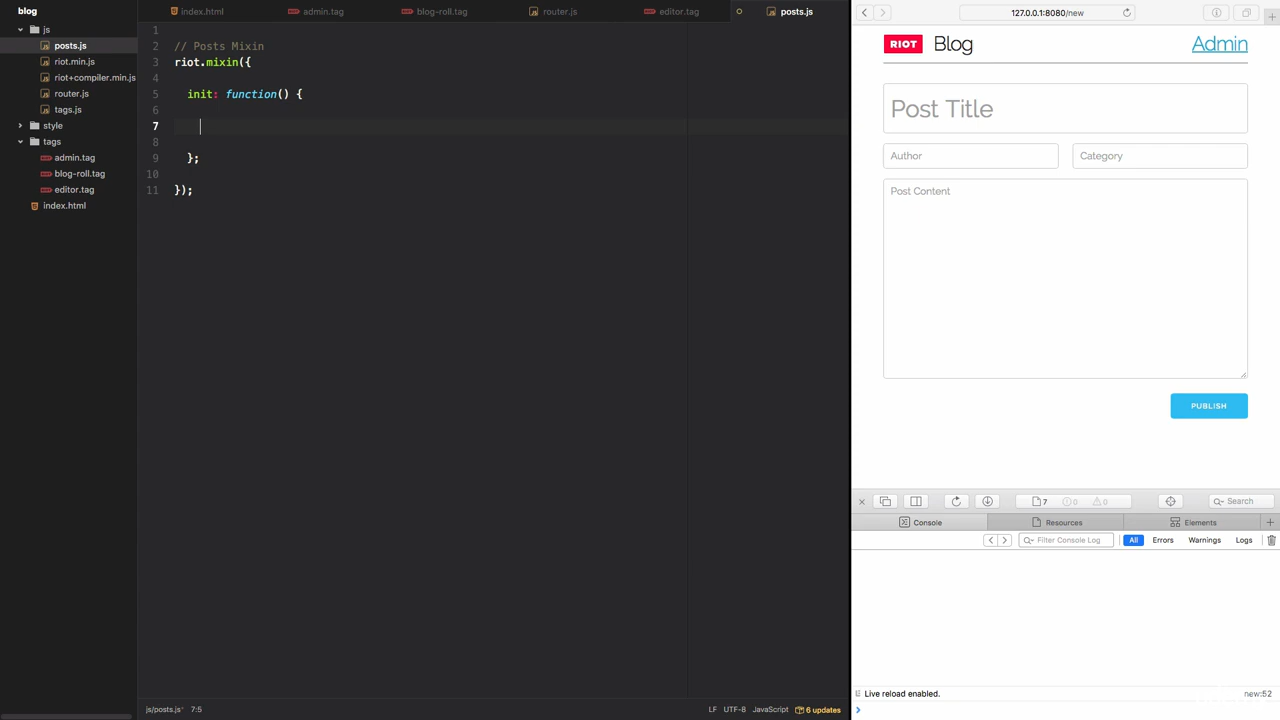 blog
js
posts.js
riot.min.js
riot+compiler.min.js
router.js
tags.js
style
tags
admin.tag
blog-roll.tag
editor.tag
index.html
index.html
admin.tag
blog-roll.tag
router.js
editor.tag
posts.js
1
2 // Posts Mixin
3 riot.mixin({
4
5 init: function() {
6
7
8
9 };
10
11 });
js/posts.js* 7:5
LF UTF-8 JavaScript 6 updates
127.0.0.1:8080/new
RIOT Blog Admin
Post Title
Author Category
Post Content
PUBLISH
7 0 0 Search
Console Resources Elements
Filter Console Log All Errors Warnings Logs
Live reload enabled. new:52